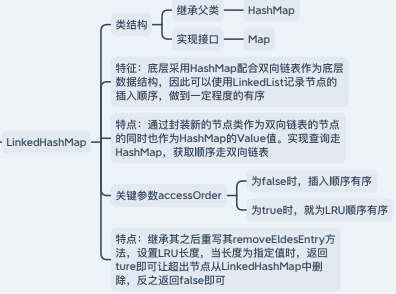 LinkedHashMap
类结构
继承父类
HashMap
实现接口
Map
特征：底层采用HashMap配合双向链表作为底层
数据结构，因此可以使用LinkedList记录节点的
插入顺序，做到一定程度的有序
特点：通过封装新的节点类作为双向链表的节点
的同时也作为HashMap的Value值。实现查询走
HashMap，获取顺序走双向链表
关键参数accessOrder
为false时，插入顺序有序
为true时，就为LRU顺序有序
特点：继承其之后重写其removeEldesEntry方
法，设置LRU长度，当长度为指定值时，返回
ture即可让超出节点从LinkedHashMap中删
除，反之返回false即可